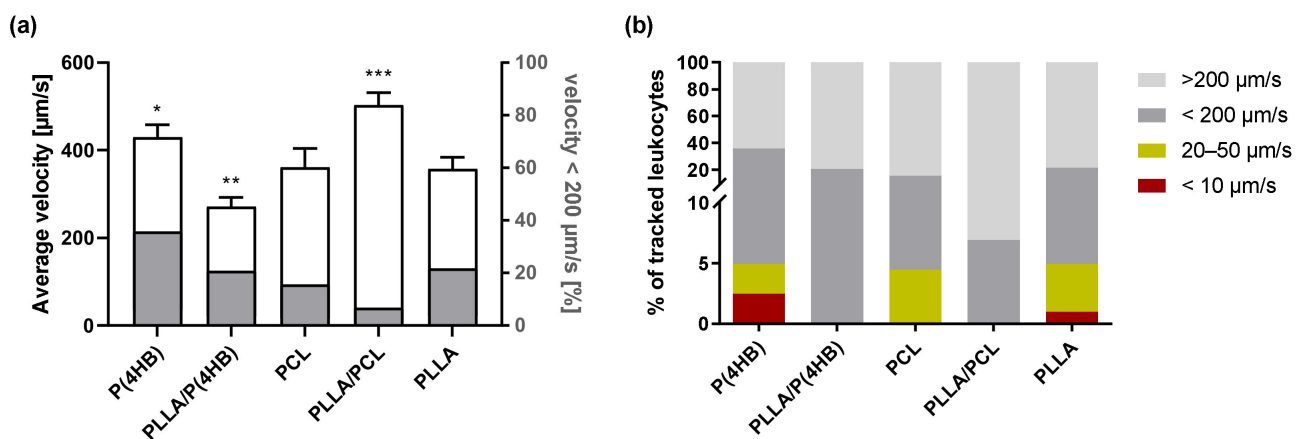 (a)
Average velocity [µm/s]
600
400
200
0
*
**
***
100
80
60
40
20
0
velocity < 200 µm/s [%]
P(4HB)
PLLA/P(4HB)
PCL
PLLA/PCL
PLLA
(b)
% of tracked leukocytes
100
80
60
40
20
10
5
0
P(4HB)
PLLA/P(4HB)
PCL
PLLA/PCL
PLLA
>200 µm/s
< 200 µm/s
20–50 µm/s
< 10 µm/s